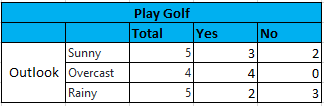 Play Golf
Total Yes No
Sunny 5 3 2
Outlook Overcast 4 4 0
Rainy 5 2 3